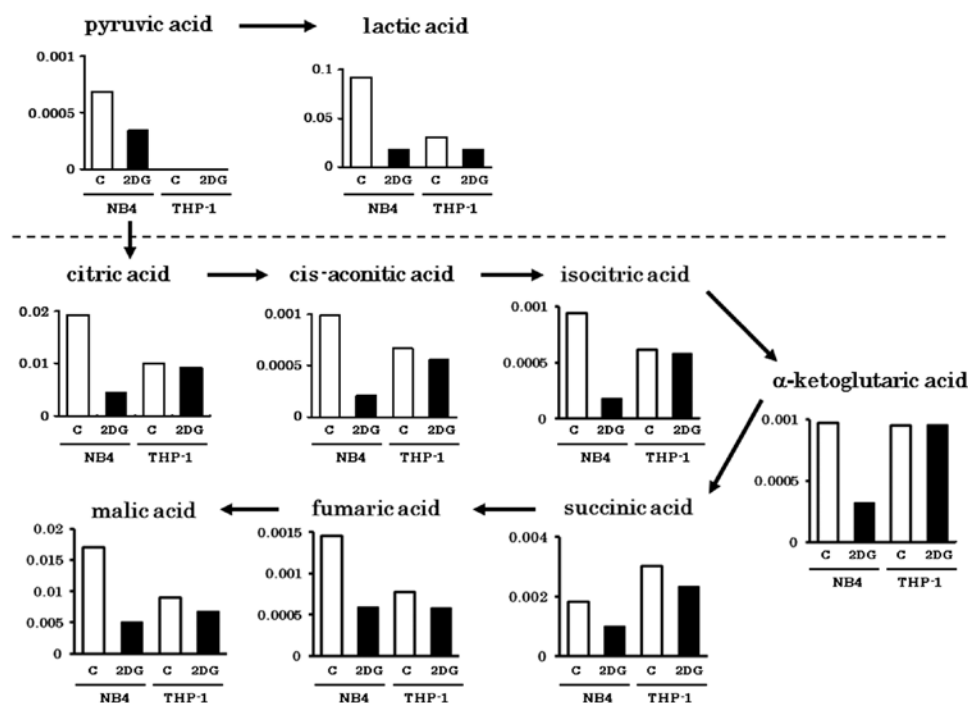 pyruvic acid
lactic acid
0.001
0.0005
0
C 2DG C 2DG
NB4 THP-1
0.1
0.05
0
C 2DG C 2DG
NB4 THP-1
citric acid
cis-aconitic acid
isocitric acid
0.02
0.01
0
C 2DG C 2DG
NB4 THP-1
0.001
0.0005
0
C 2DG C 2DG
NB4 THP-1
0.001
0.0005
0
C 2DG C 2DG
NB4 THP-1
α-ketoglutaric acid
0.001
0.0005
0
C 2DG C 2DG
NB4 THP-1
malic acid
fumaric acid
succinic acid
0.02
0.015
0.01
0.005
0
C 2DG C 2DG
NB4 THP-1
0.0015
0.001
0.0005
0
C 2DG C 2DG
NB4 THP-1
0.004
0.002
0
C 2DG C 2DG
NB4 THP-1